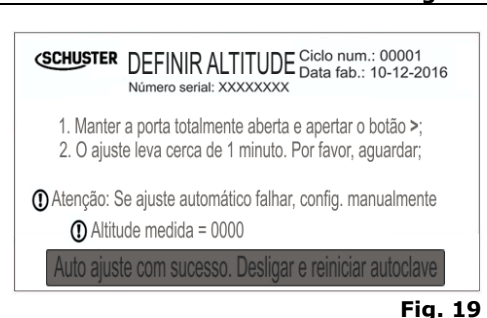 SCHUSTER DEFINIR ALTITUDE Ciclo num.: 00001
Número serial: XXXXXXXX Data fab.: 10-12-2016
1. Manter a porta totalmente aberta e apertar o botão >;
2. O ajuste leva cerca de 1 minuto. Por favor, aguardar;
! Atenção: Se ajuste automático falhar, config. manualmente
! Altitude medida = 0000
Auto ajuste com sucesso. Desligar e reiniciar autoclave
Fig. 19